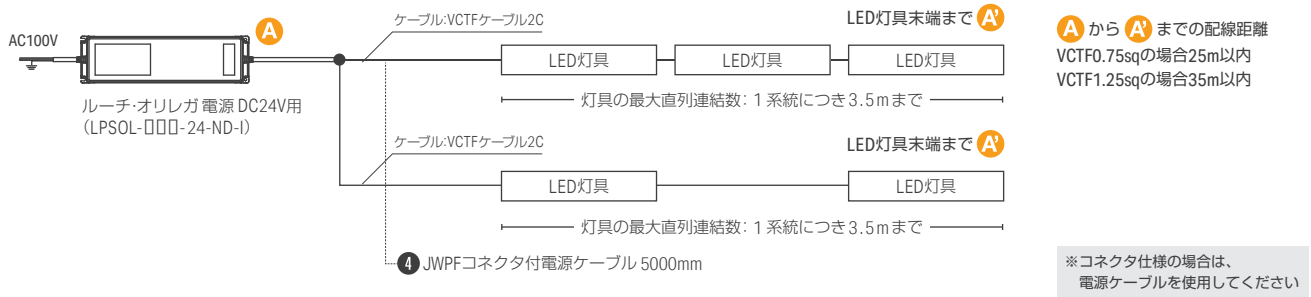 AC100V
A
ルーチ・オリレガ 電源 DC24V用
(LPSOL-▯▯▯-24-ND-I)
ケーブル:VCTFケーブル2C
LED灯具末端まで A'
LED灯具
LED灯具
LED灯具
灯具の最大直列連結数：1系統につき3.5mまで
ケーブル:VCTFケーブル2C
LED灯具末端まで A'
LED灯具
LED灯具
灯具の最大直列連結数：1系統につき3.5mまで
4 JWPFコネクタ付電源ケーブル 5000mm
A から A' までの配線距離
VCTF0.75sqの場合25m以内
VCTF1.25sqの場合35m以内
※コネクタ仕様の場合は、
電源ケーブルを使用してください